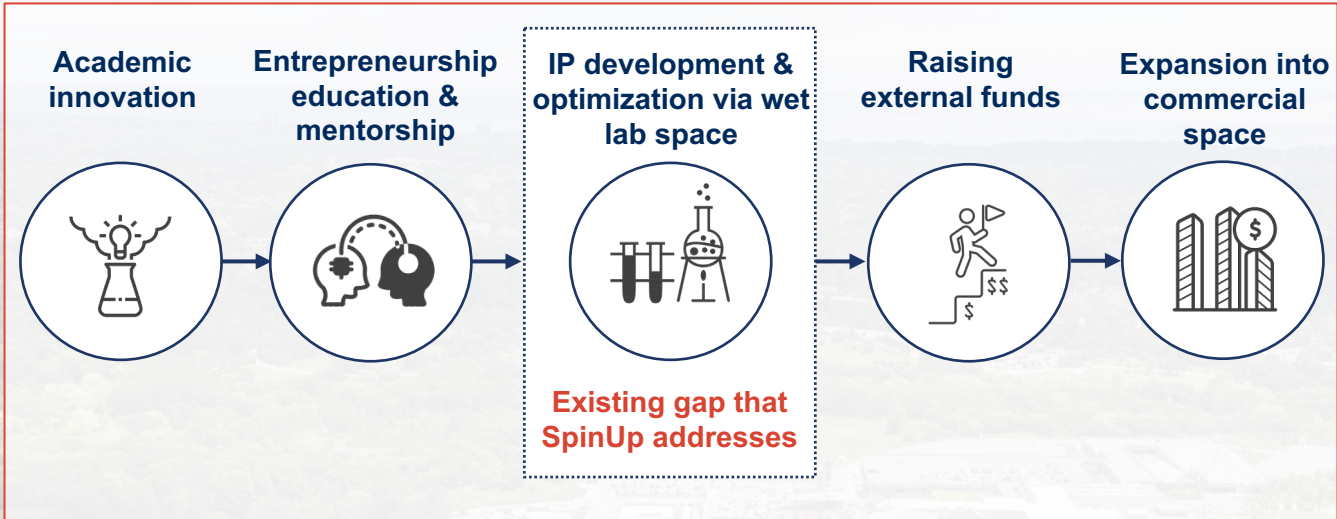 Academic
innovation
Entrepreneurship
education &
mentorship
IP development &
optimization via wet
lab space
Existing gap that
SpinUp addresses
Raising
external funds
$
$$
Expansion into
commercial
space
$